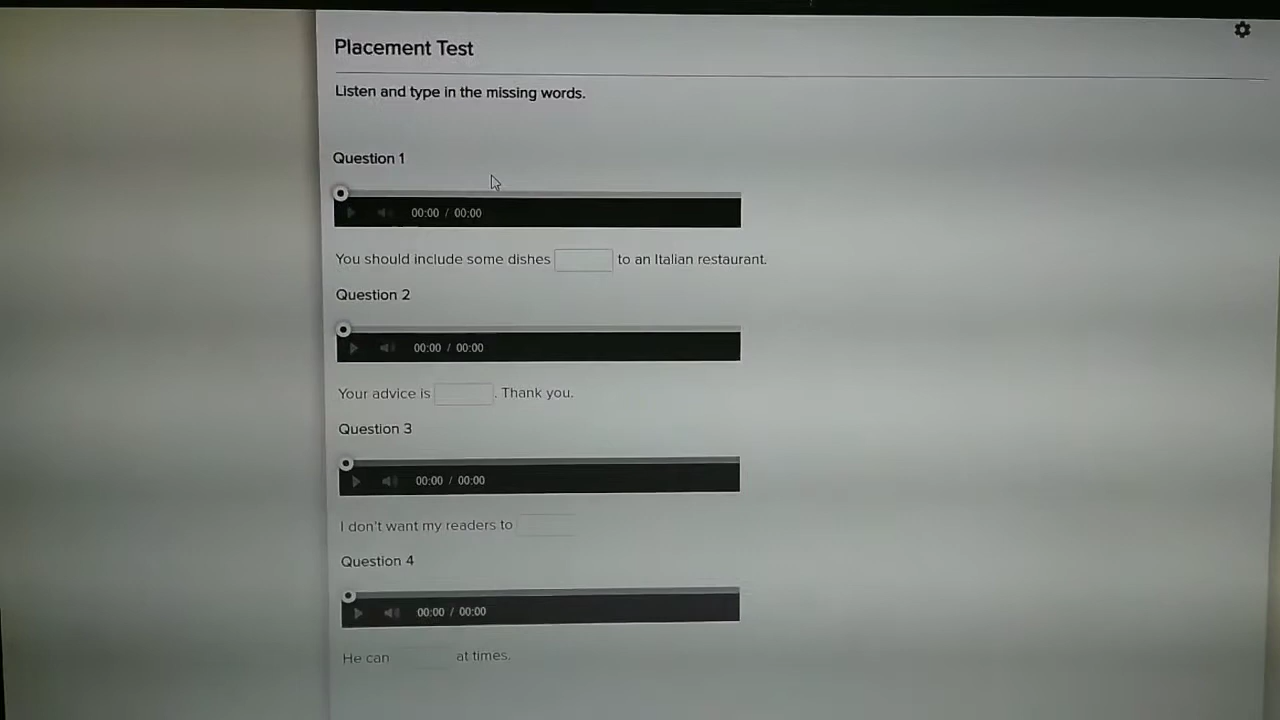 Placement Test
Listen and type in the missing words.
Question 1
00:00 / 00:00
You should include some dishes to an Italian restaurant.
Question 2
00:00 / 00:00
Your advice is . Thank you.
Question 3
00:00 / 00:00
I don't want my readers to
Question 4
00:00 / 00:00
He can at times.